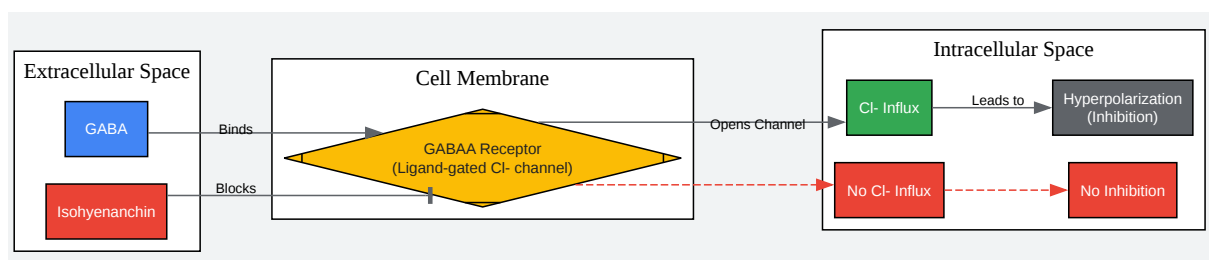 Extracellular Space
GABA
Isohyenanchin
Binds
Blocks
Cell Membrane
GABAA Receptor
(Ligand-gated Cl- channel)
Opens Channel
Intracellular Space
Cl- Influx
Leads to
Hyperpolarization
(Inhibition)
No Cl- Influx
No Inhibition